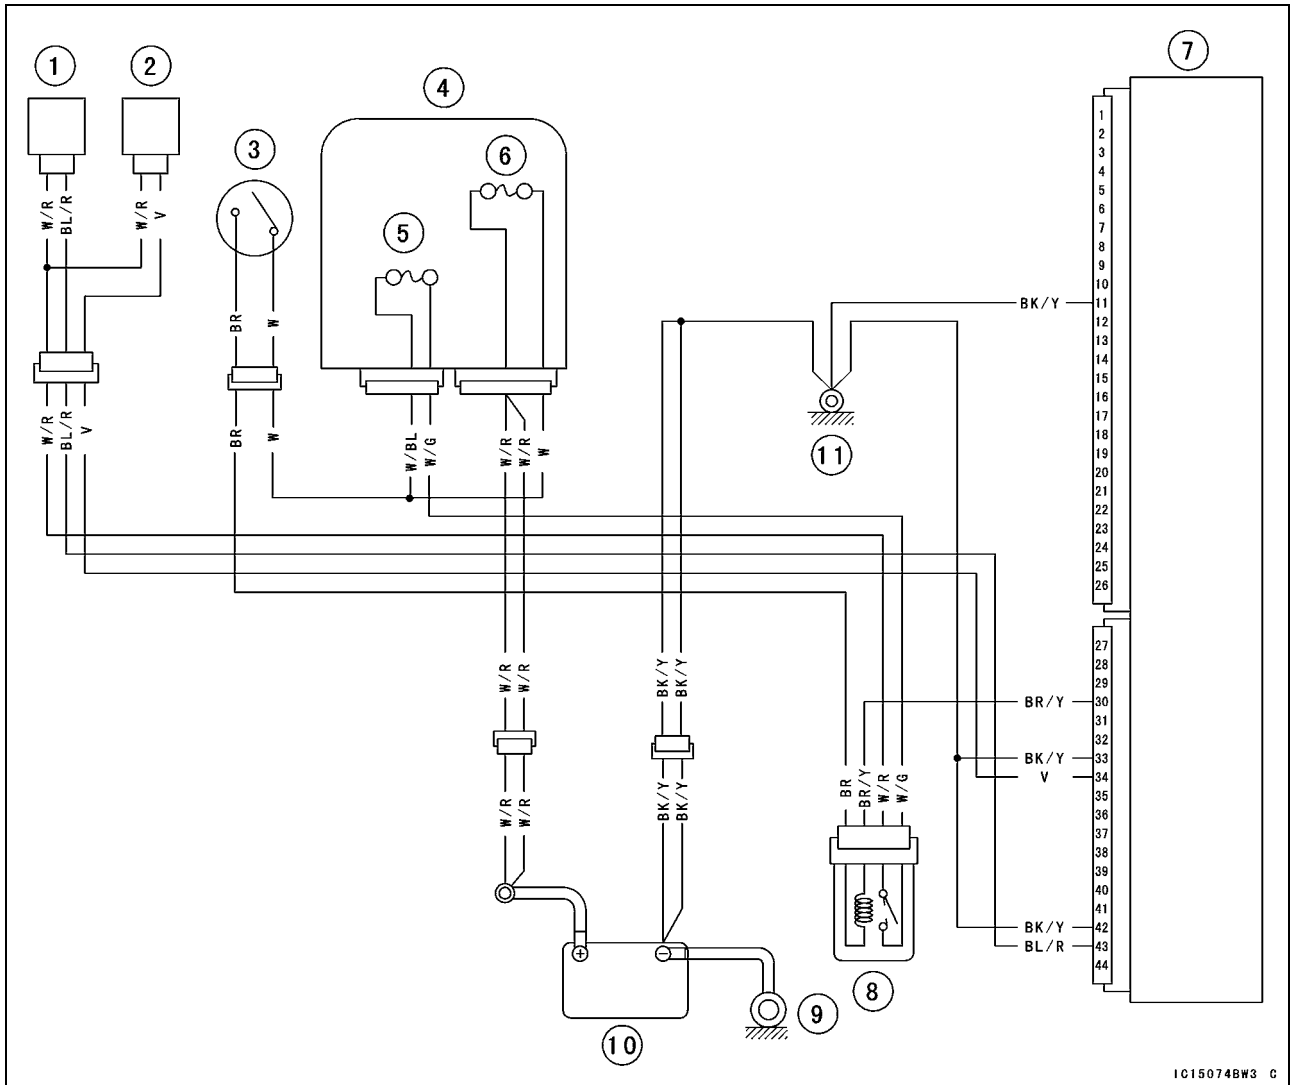 1
2
3
4
5
6
7
8
9
10
11
W/R
BL/R
W/R
V
BR
W
W/R
BL/R
V
BR
W
W/BL
W/G
W/R
W/R
W
W/R
W/R
BK/Y
BK/Y
W/R
W/R
BK/Y
BK/Y
BR
BR/Y
W/R
W/G
BK/Y
BR/Y
BK/Y
V
BK/Y
BL/R
1
2
3
4
5
6
7
8
9
10
11
12
13
14
15
16
17
18
19
20
21
22
23
24
25
26
27
28
29
30
31
32
33
34
35
36
37
38
39
40
41
42
43
44
+
−
IC15074BW3 C